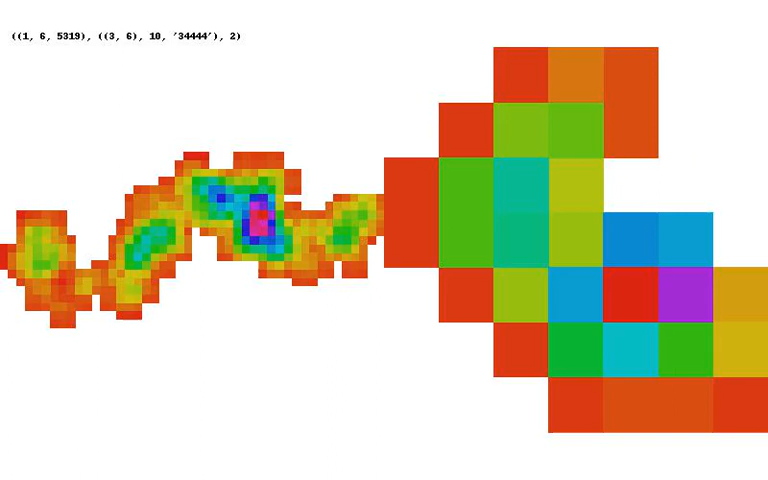 ((1, 6, 5319), ((3, 6), 10, '34444'), 2)